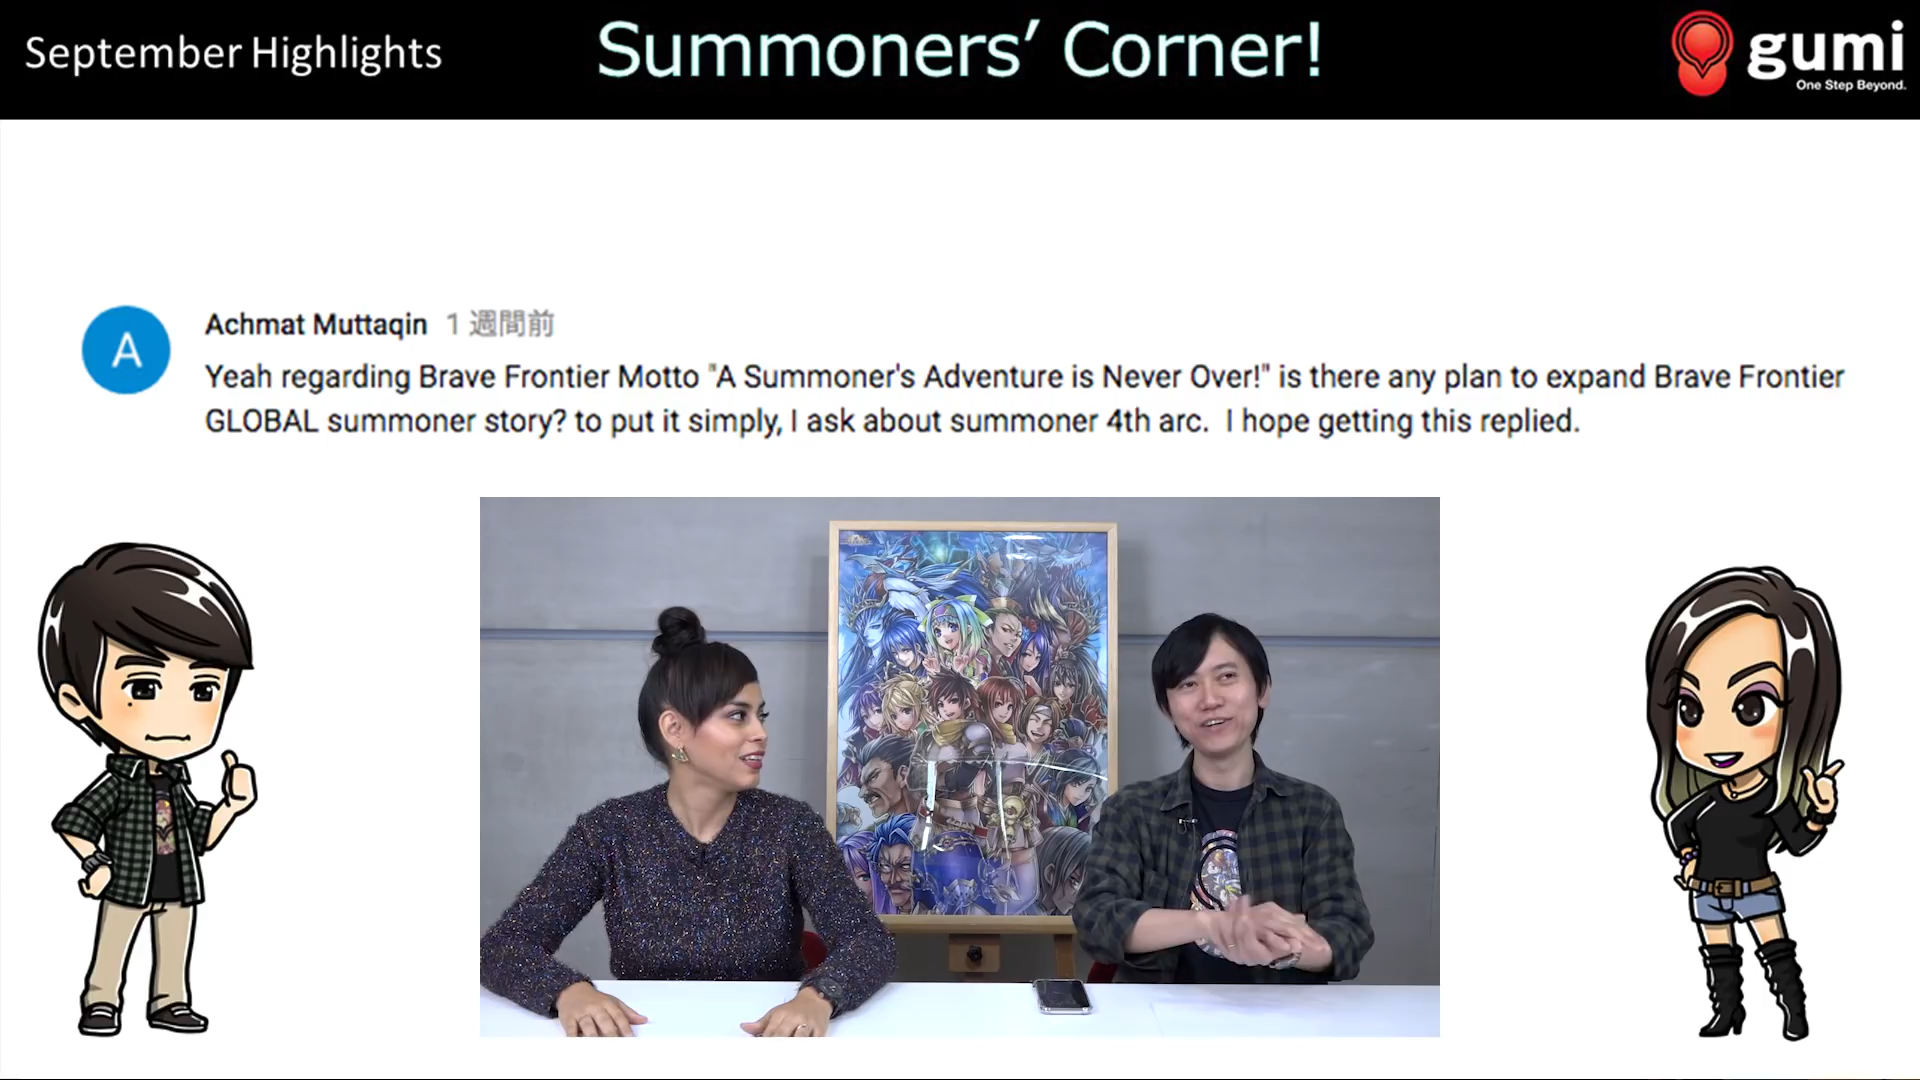 September Highlights
Summoners’ Corner!
gumi
One Step Beyond.
A
Achmat Muttaqin 1 週間前
Yeah regarding Brave Frontier Motto "A Summoner's Adventure is Never Over!" is there any plan to expand Brave Frontier
GLOBAL summoner story? to put it simply, I ask about summoner 4th arc.  I hope getting this replied.